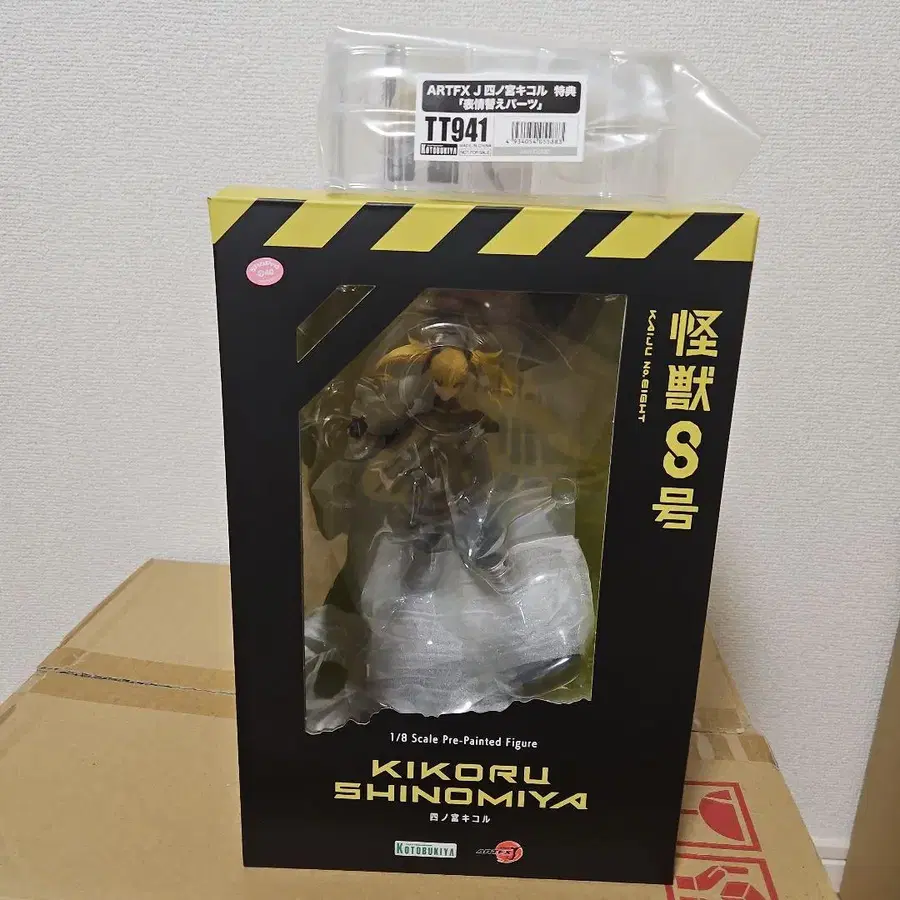 ARTFX J 四ノ宮キコル 特典
「表情替えパーツ」
TT941
KOTOBUKIYA
怪獣8号
KAIJU No.EIGHT
1/8 Scale Pre-Painted Figure
KIKORU
SHINOMIYA
四ノ宮キコル
KOTOBUKIYA
ARTFX J